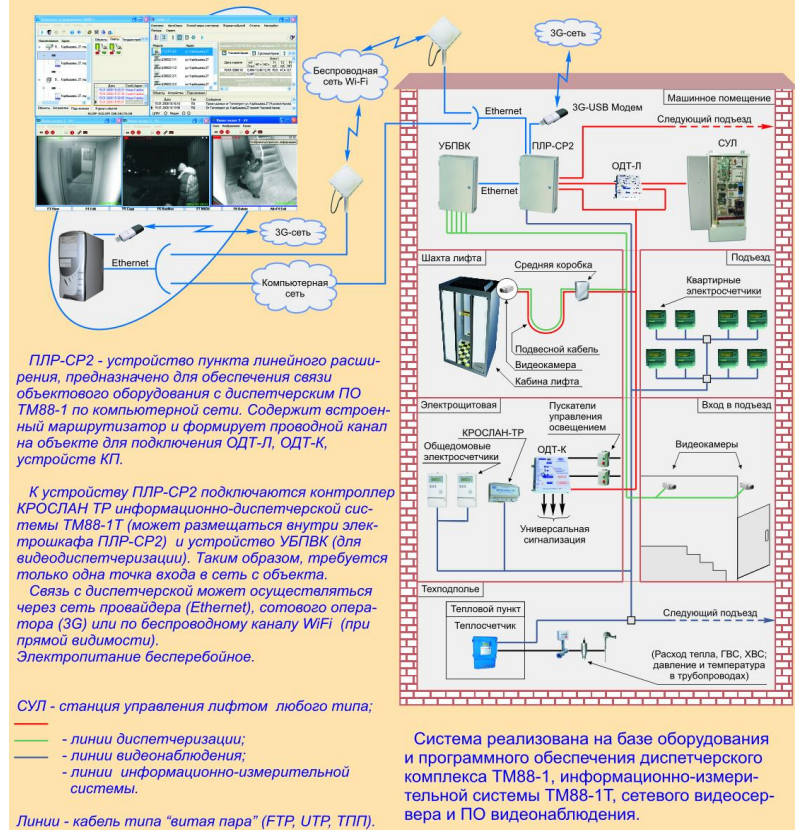 3G-сеть
Беспроводная
сеть Wi-Fi
Машинное помещение
Ethernet
3G-USB Модем
Следующий подъезд
УБПВК
ПЛР-СР2
ОДТ-Л
СУЛ
Ethernet
3G-сеть
Ethernet
Компьютерная
сеть
Шахта лифта
Средняя коробка
Подъезд
Квартирные
электросчетчики
Подвесной кабель
Видеокамера
Кабина лифта
Электрощитовая
Пускатели
управления
освещением
Вход в подъезд
КРОСЛАН-ТР
Общедомовые
электросчетчики
ОДТ-К
Видеокамеры
Универсальная
сигнализация
Техподполье
Тепловой пункт
Теплосчетчик
Следующий подъезд
(Расход тепла, ГВС, ХВС;
давление и температура
в трубопроводах)
ПЛР-СР2 - устройство пункта линейного расши-
рения, предназначено для обеспечения связи
объектового оборудования с диспетчерским ПО
ТМ88-1 по компьютерной сети. Содержит встроен-
ный маршрутизатор и формирует проводной канал
на объекте для подключения ОДТ-Л, ОДТ-К,
устройств КП.
К устройству ПЛР-СР2 подключаются контроллер
КРОСЛАН ТР информационно-диспетчерской сис-
темы ТМ88-1Т (может размещаться внутри элек-
трошкафа ПЛР-СР2) и устройство УБПВК (для
видеодиспетчеризации). Таким образом, требуется
только одна точка входа в сеть с объекта.
Связь с диспетчерской может осуществляться
через сеть провайдера (Ethernet), сотового опера-
тора (3G) или по беспроводному каналу WiFi (при
прямой видимости).
Электропитание бесперебойное.
СУЛ - станция управления лифтом любого типа;
- линии диспетчеризации;
- линии видеонаблюдения;
- линии информационно-измерительной
системы.
Линии - кабель типа “витая пара” (FTP, UTP, ТПП).
Система реализована на базе оборудования
и программного обеспечения диспетчерского
комплекса ТМ88-1, информационно-измери-
тельной системы ТМ88-1Т, сетевого видеосер-
вера и ПО видеонаблюдения.